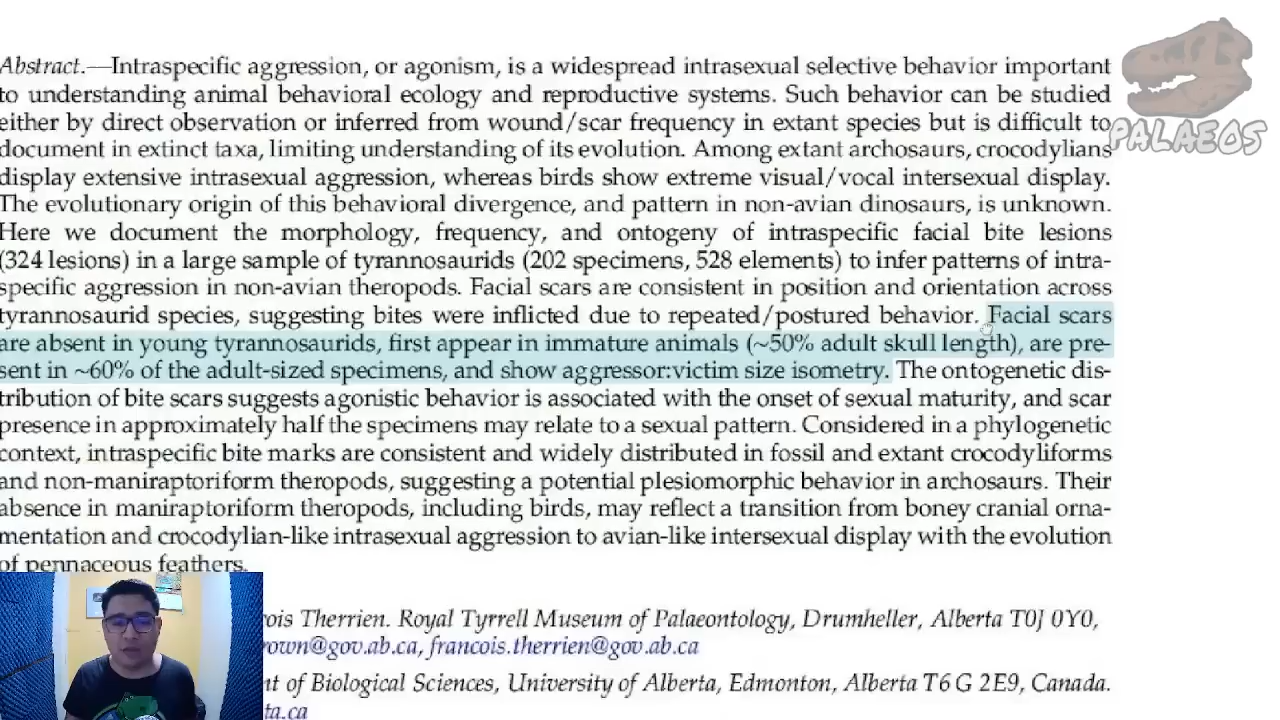 PALAEOS
Abstract.—Intraspecific aggression, or agonism, is a widespread intrasexual selective behavior important
to understanding animal behavioral ecology and reproductive systems. Such behavior can be studied
either by direct observation or inferred from wound/scar frequency in extant species but is difficult to
document in extinct taxa, limiting understanding of its evolution. Among extant archosaurs, crocodylians
display extensive intrasexual aggression, whereas birds show extreme visual/vocal intersexual display.
The evolutionary origin of this behavioral divergence, and pattern in non-avian dinosaurs, is unknown.
Here we document the morphology, frequency, and ontogeny of intraspecific facial bite lesions
(324 lesions) in a large sample of tyrannosaurids (202 specimens, 528 elements) to infer patterns of intra-
specific aggression in non-avian theropods. Facial scars are consistent in position and orientation across
tyrannosaurid species, suggesting bites were inflicted due to repeated/postured behavior. Facial scars
are absent in young tyrannosaurids, first appear in immature animals (~50% adult skull length), are pre-
sent in ~60% of the adult-sized specimens, and show aggressor:victim size isometry. The ontogenetic dis-
tribution of bite scars suggests agonistic behavior is associated with the onset of sexual maturity, and scar
presence in approximately half the specimens may relate to a sexual pattern. Considered in a phylogenetic
context, intraspecific bite marks are consistent and widely distributed in fossil and extant crocodyliforms
and non-maniraptoriform theropods, suggesting a potential plesiomorphic behavior in archosaurs. Their
absence in maniraptoriform theropods, including birds, may reflect a transition from boney cranial orna-
mentation and crocodylian-like intrasexual aggression to avian-like intersexual display with the evolution
of pennaceous feathers.
rois Therrien. Royal Tyrrell Museum of Palaeontology, Drumheller, Alberta T0J 0Y0,
rown@gov.ab.ca, francois.therrien@gov.ab.ca
nt of Biological Sciences, University of Alberta, Edmonton, Alberta T6 G 2E9, Canada.
ta.ca